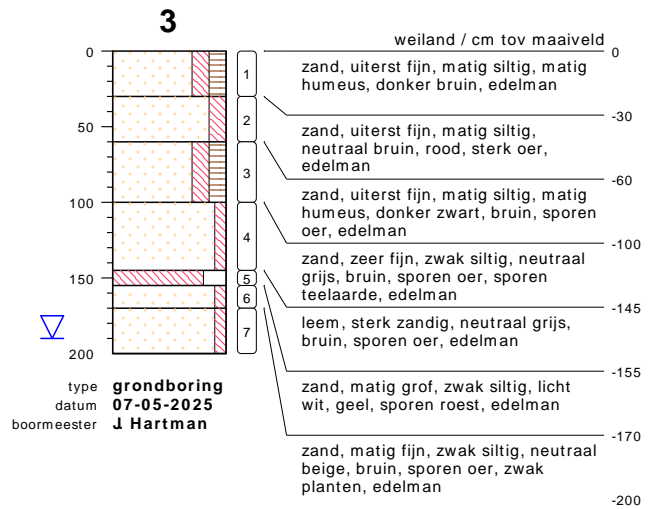 3
weiland / cm tov maaiveld
0
0
1
zand, uiterst fijn, matig siltig, matig
humeus, donker bruin, edelman
-30
50
2
zand, uiterst fijn, matig siltig,
neutraal bruin, rood, sterk oer,
edelman
-60
3
zand, uiterst fijn, matig siltig, matig
humeus, donker zwart, bruin, sporen
oer, edelman
100
-100
4
zand, zeer fijn, zwak siltig, neutraal
grijs, bruin, sporen oer, sporen
teelaarde, edelman
-145
150
5
leem, sterk zandig, neutraal grijs,
bruin, sporen oer, edelman
-155
6
zand, matig grof, zwak siltig, licht
wit, geel, sporen roest, edelman
-170
7
zand, matig fijn, zwak siltig, neutraal
beige, bruin, sporen oer, zwak
planten, edelman
200
-200
type grondboring
datum 07-05-2025
boormeester J. Hartman